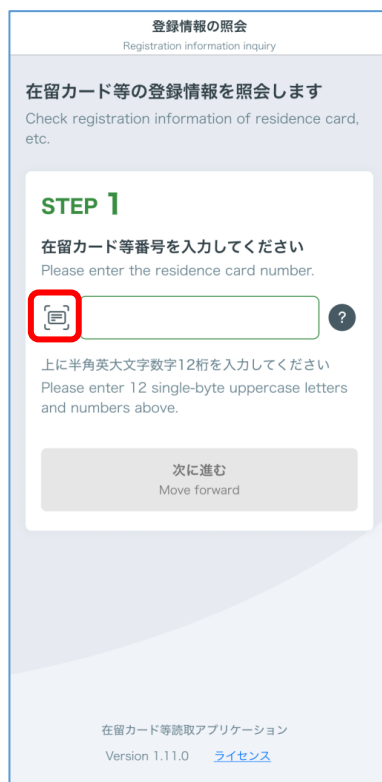 登録情報の照会
Registration information inquiry
在留カード等の登録情報を照会します
Check registration information of residence card,
etc.
STEP 1
在留カード等番号を入力してください
Please enter the residence card number.
?
上に半角英大文字数字12桁を入力してください
Please enter 12 single-byte uppercase letters
and numbers above.
次に進む
Move forward
在留カード等読取アプリケーション
Version 1.11.0 ライセンス